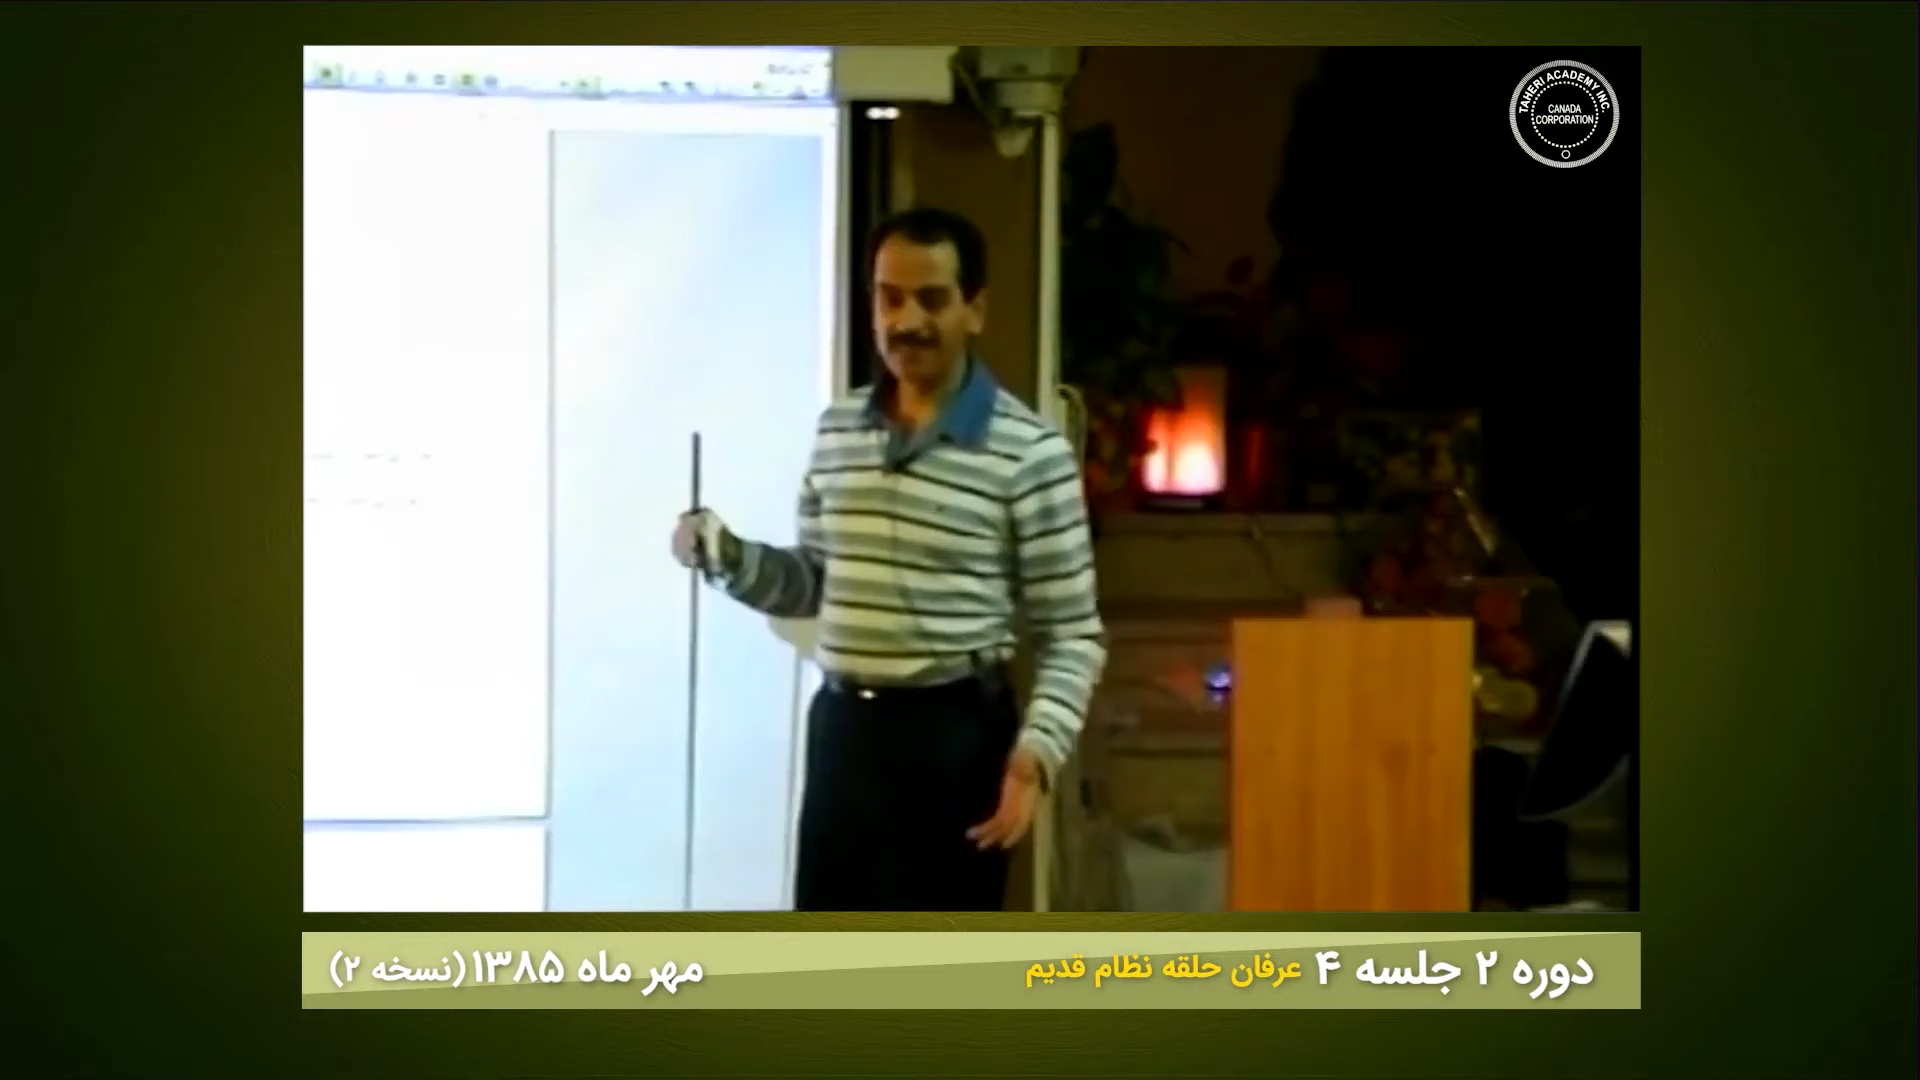 TAHERI ACADEMY INC.
CANADA
CORPORATION
دوره ۲ جلسه ۴ عرفان حلقه نظام قدیم
مهر ماه ۱۳۸۵ (نسخه ۲)